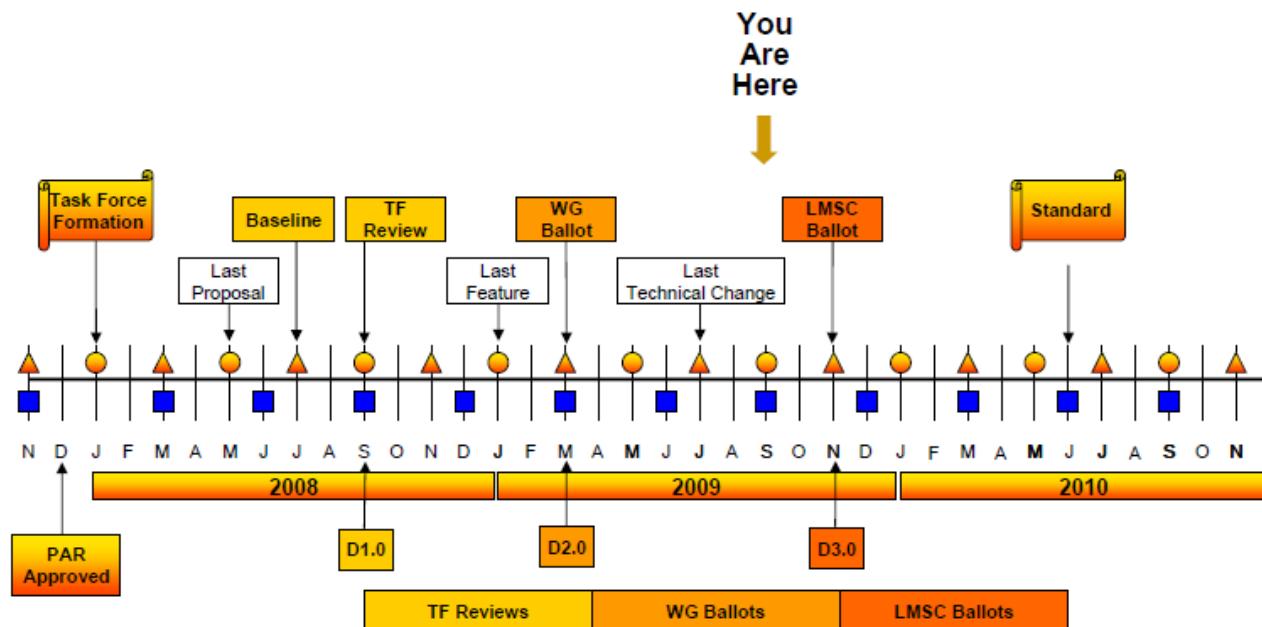 You
Are
Here
Task Force
Formation
Baseline
TF
Review
WG
Ballot
LMSC
Ballot
Standard
Last
Proposal
Last
Feature
Last
Technical Change
N D J F M A M J J A S O N D J F M A M J J A S O N D J F M A M J J A S O N
2008 2009 2010
PAR
Approved
D1.0
D2.0
D3.0
TF Reviews WG Ballots LMSC Ballots